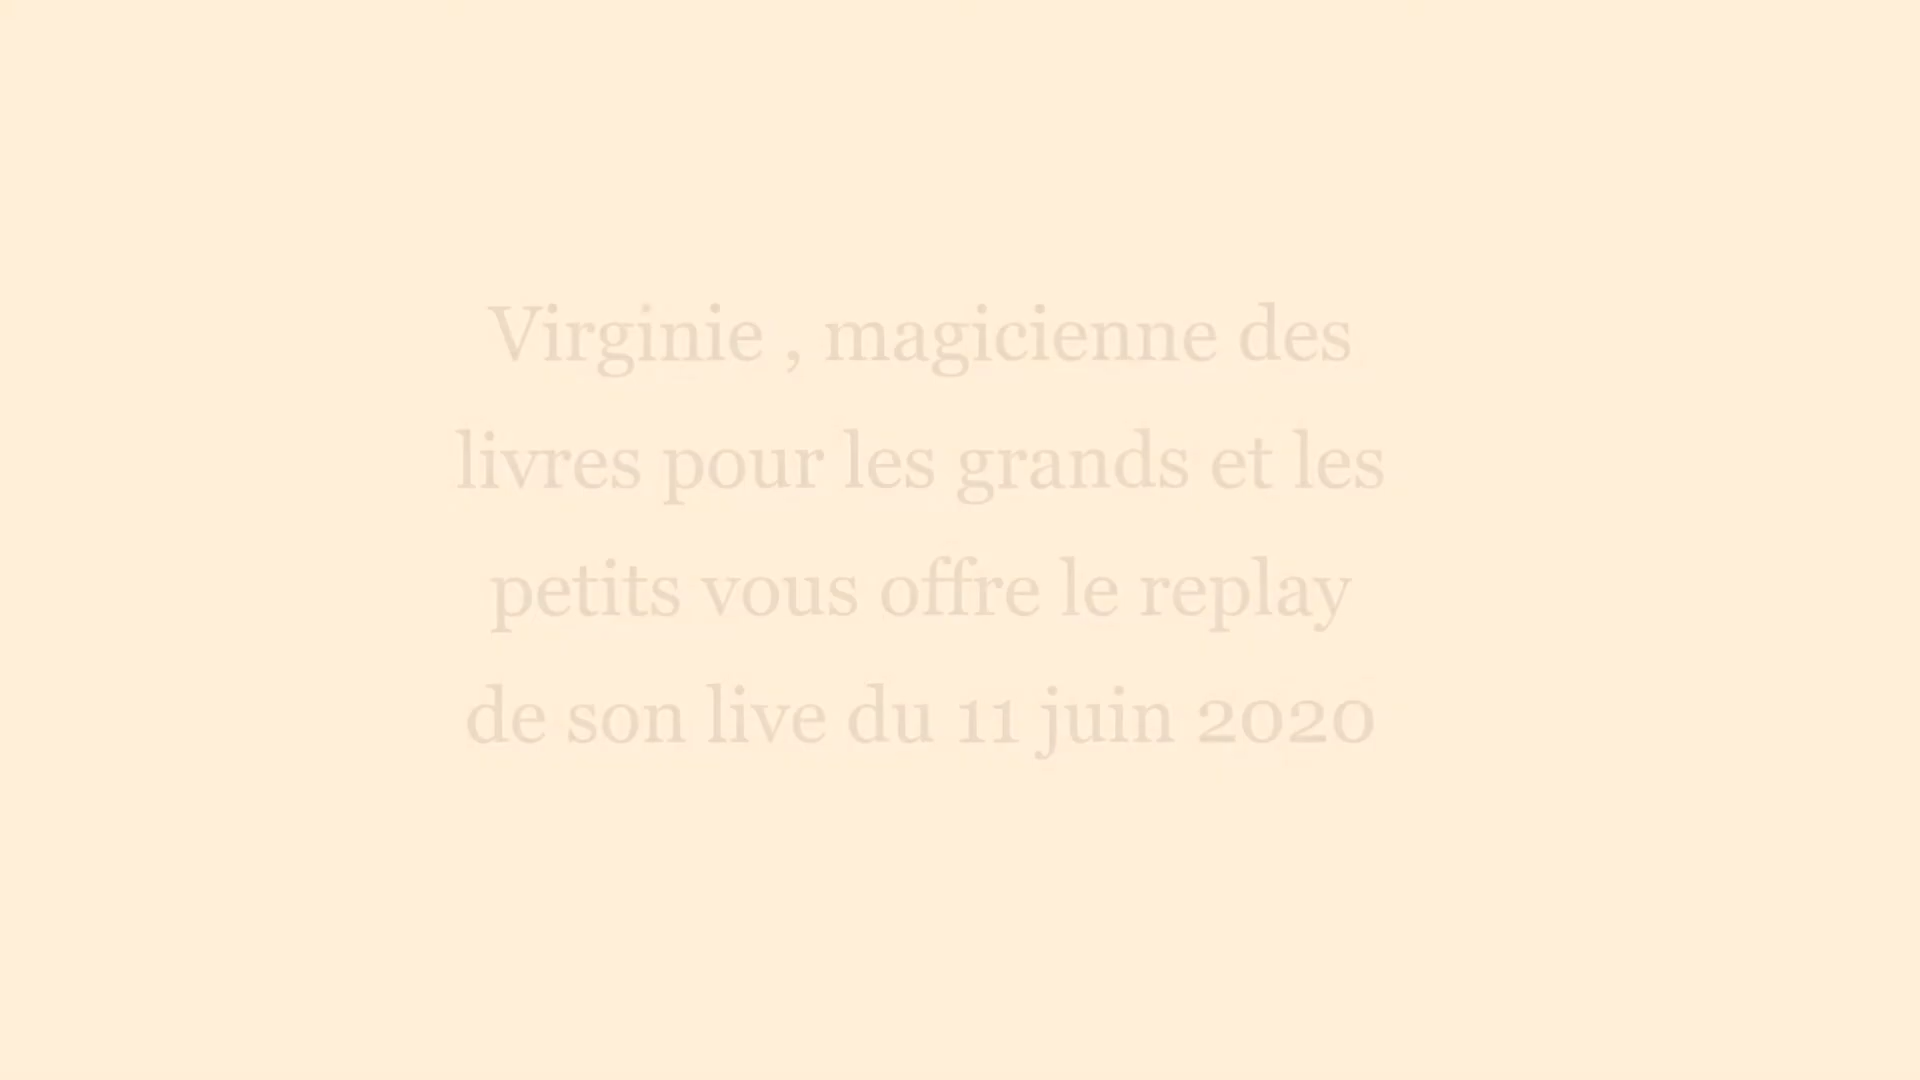 Virginie , magicienne des
livres pour les grands et les
petits vous offre le replay
de son live du 11 juin 2020